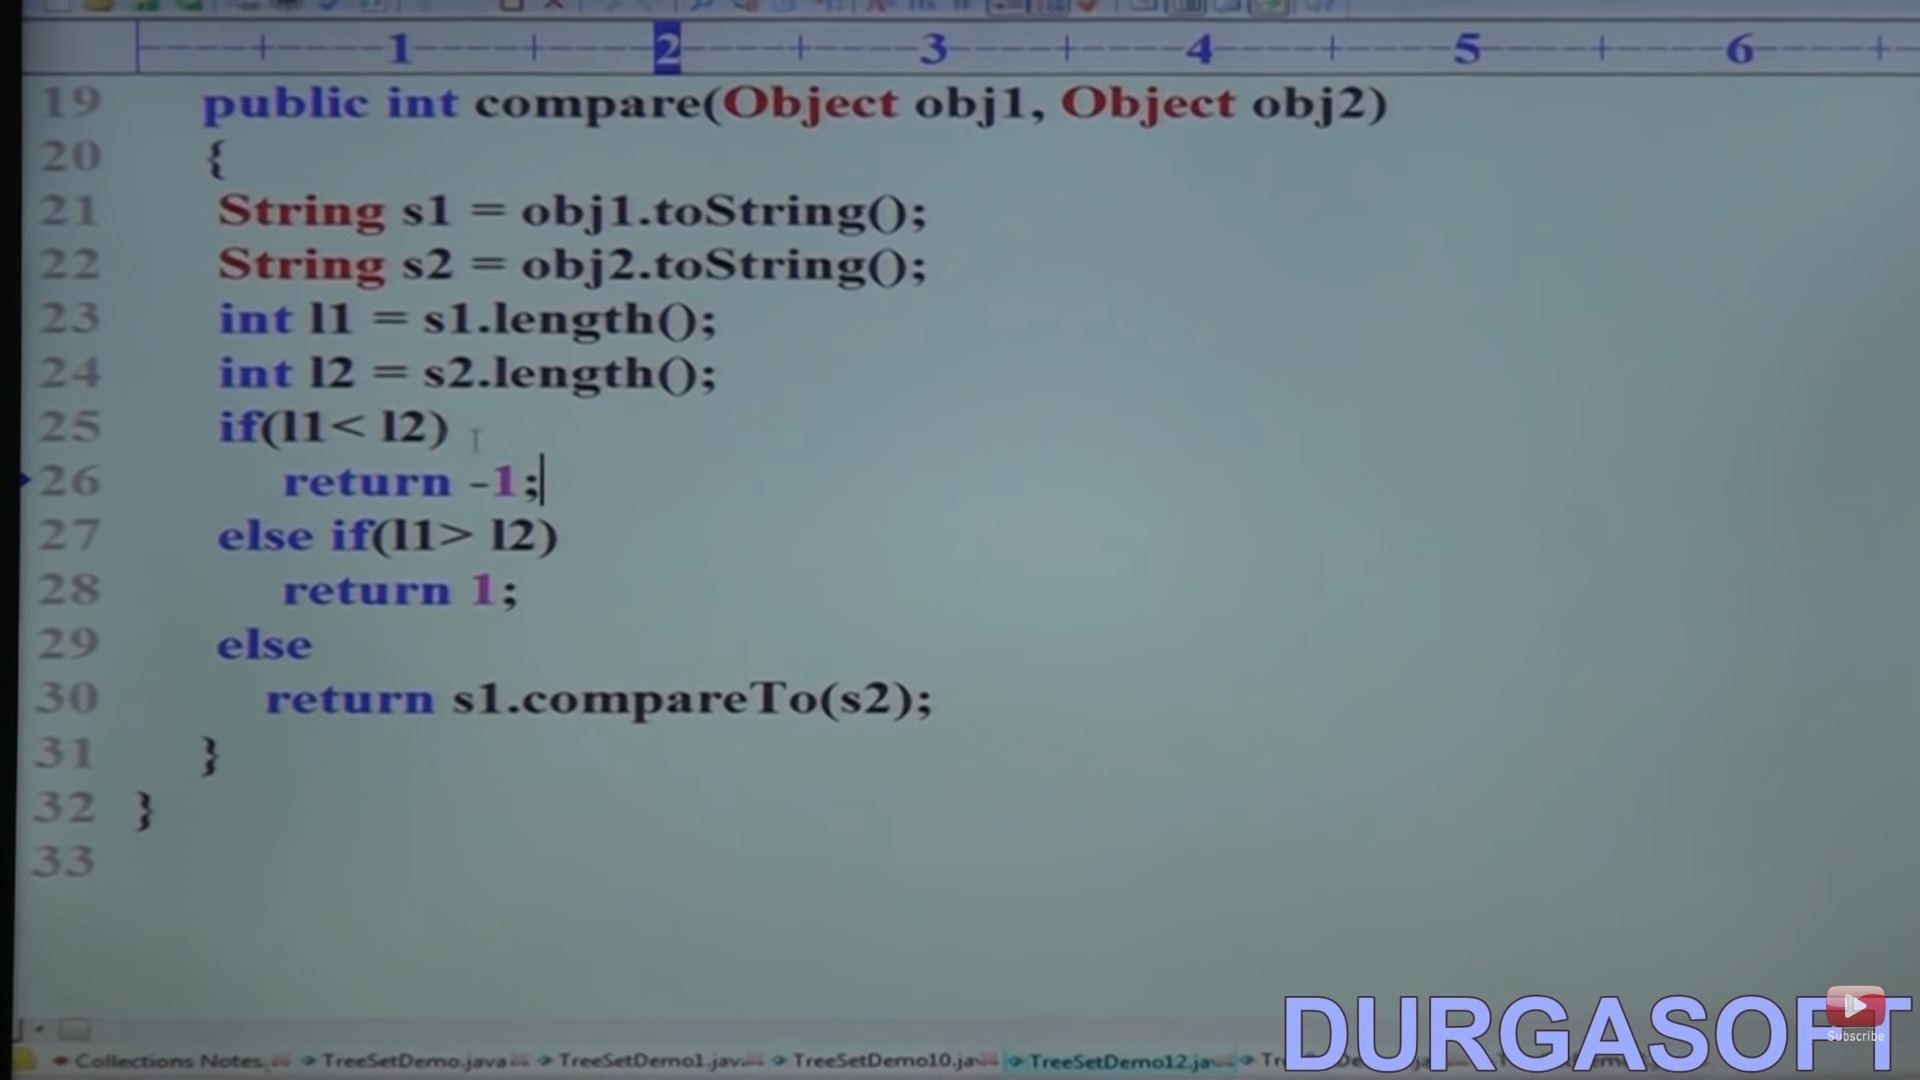 1 2 3 4 5 6
19 public int compare(Object obj1, Object obj2)
20 {
21 String s1 = obj1.toString();
22 String s2 = obj2.toString();
23 int l1 = s1.length();
24 int l2 = s2.length();
25 if(l1< l2)
26 return -1;
27 else if(l1> l2)
28 return 1;
29 else
30 return s1.compareTo(s2);
31 }
32 }
33
Collections Notes. TreeSetDemo.java TreeSetDemo1.jav TreeSetDemo10.ja TreeSetDemo12.ja
DURGASOFT
Subscribe